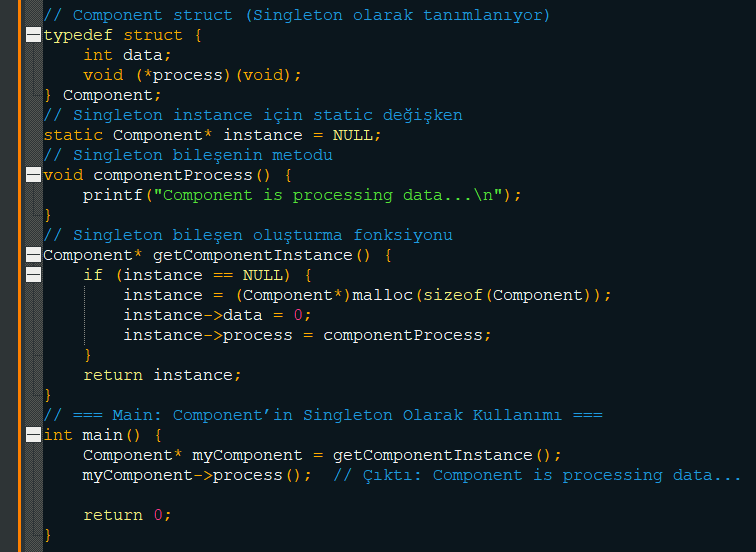 // Component struct (Singleton olarak tanımlanıyor)
typedef struct {
    int data;
    void (*process)(void);
} Component;
// Singleton instance için static değişken
static Component* instance = NULL;
// Singleton bileşenin metodu
void componentProcess() {
    printf("Component is processing data...\n");
}
// Singleton bileşen oluşturma fonksiyonu
Component* getComponentInstance() {
    if (instance == NULL) {
        instance = (Component*)malloc(sizeof(Component));
        instance->data = 0;
        instance->process = componentProcess;
    }
    return instance;
}
// === Main: Component’in Singleton Olarak Kullanımı ===
int main() {
    Component* myComponent = getComponentInstance();
    myComponent->process();  // Çıktı: Component is processing data...

    return 0;
}